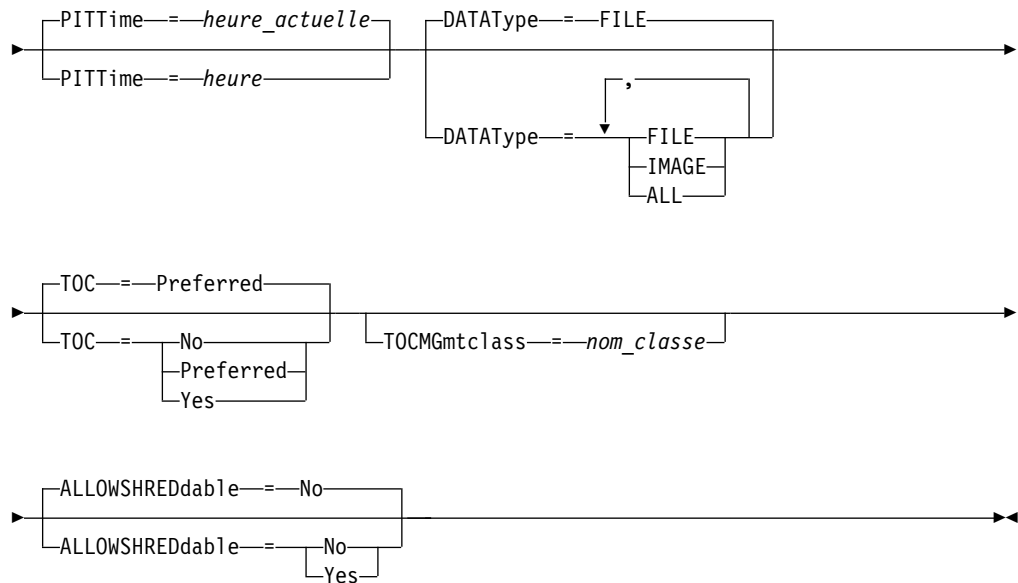 PITTime = heure_actuelle DATAType = FILE
PITTime = heure
,
DATAType = FILE
IMAGE
ALL
TOC = Preferred
TOC = No TOCMGmtclass = nom_classe
Preferred
Yes
ALLOWSHREDdable = No
ALLOWSHREDdable = No
Yes